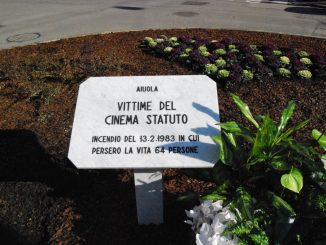 AIUOLA
VITTIME DEL
CINEMA STATUTO
INCENDIO DEL 13.2.1983 IN CUI
PERSERO LA VITA 64 PERSONE